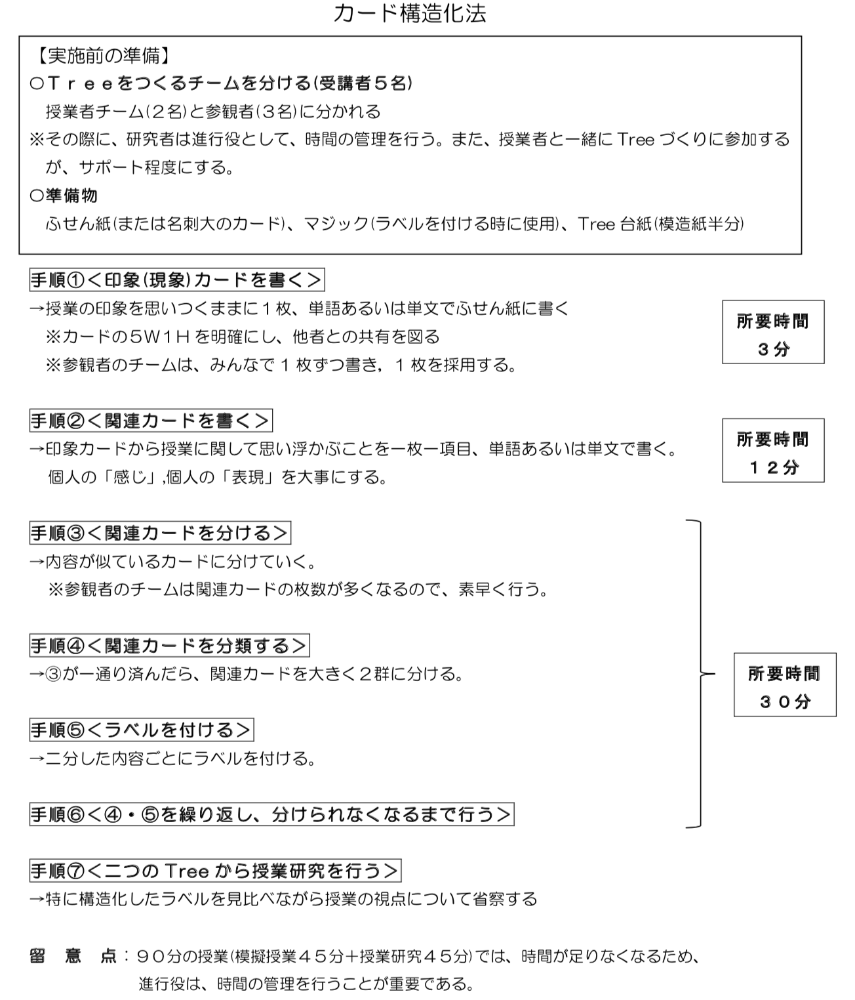 カード構造化法
【実施前の準備】
○Ｔｒｅｅをつくるチームを分ける(受講者５名)
授業者チーム(２名)と参観者(３名)に分かれる
※その際に、研究者は進行役として、時間の管理を行う。また、授業者と一緒に Tree づくりに参加する
が、サポート程度にする。
○準備物
ふせん紙(または名刺大のカード)、マジック(ラベルを付ける時に使用)、Tree 台紙(模造紙半分)
手順①＜印象(現象)カードを書く＞
→授業の印象を思いつくままに１枚、単語あるいは単文でふせん紙に書く
※カードの５Ｗ１Ｈを明確にし、他者との共有を図る
※参観者のチームは、みんなで１枚ずつ書き，１枚を採用する。
所要時間
３分
手順②＜関連カードを書く＞
→印象カードから授業に関して思い浮かぶことを一枚一項目、単語あるいは単文で書く。
個人の「感じ」,個人の「表現」を大事にする。
所要時間
１２分
手順③＜関連カードを分ける＞
→内容が似ているカードに分けていく。
※参観者のチームは関連カードの枚数が多くなるので、素早く行う。
手順④＜関連カードを分類する＞
→③が一通り済んだら、関連カードを大きく２群に分ける。
所要時間
３０分
手順⑤＜ラベルを付ける＞
→二分した内容ごとにラベルを付ける。
手順⑥＜④・⑤を繰り返し、分けられなくなるまで行う＞
手順⑦＜二つの Tree から授業研究を行う＞
→特に構造化したラベルを見比べながら授業の視点について省察する
留　意　点：９０分の授業(模擬授業４５分＋授業研究４５分)では、時間が足りなくなるため、
進行役は、時間の管理を行うことが重要である。